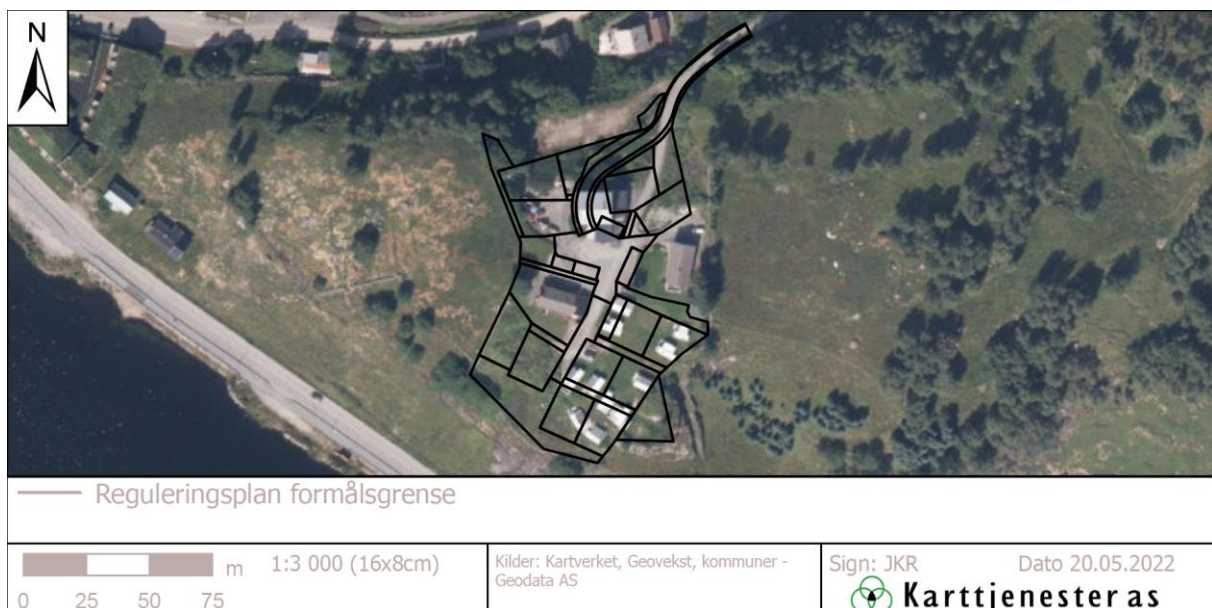 N
Reguleringsplan formålsgrense
m 1:3 000 (16x8cm)
0 25 50 75
Kilder: Kartverket, Geovekst, kommuner -
Geodata AS
Sign: JKR Dato 20.05.2022
Karttjenester as